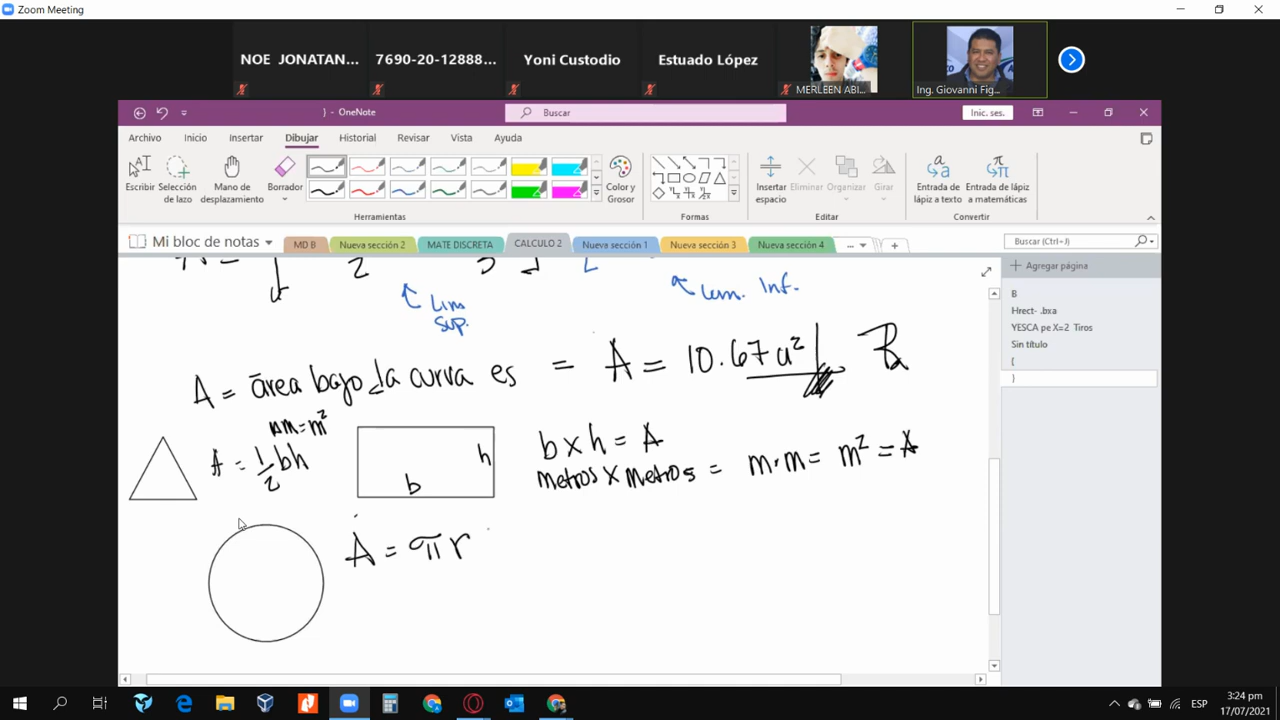 Zoom Meeting
NOE JONATAN...
7690-20-12888...
Yoni Custodio
Estuado López
MERLEEN ABI...
Ing. Giovanni Fig...
} - OneNote
Buscar
Inic. ses.
Archivo Inicio Insertar Dibujar Historial Revisar Vista Ayuda
Escribir
Selección de lazo
Mano de desplazamiento
Borrador
Color y Grosor
Insertar espacio
Eliminar
Organizar
Girar
Entrada de lápiz a texto
Entrada de lápiz a matemáticas
Herramientas
Formas
Editar
Convertir
Mi bloc de notas
MD B
Nueva sección 2
MATE DISCRETA
CALCULO 2
Nueva sección 1
Nueva sección 3
Nueva sección 4
...
Buscar (Ctrl+J)
Agregar página
B
Hrect- .bxa
YESCA pe X=2 Tiros
Sin título
{
}
Lim Sup.
Lim. Inf.
A = área bajo la curva es = A = 10.67 u²
m·m = m²
A = 1/2 bh
h
b
b x h = A
metros x metros = m·m = m² = A
A = πr
ESP
3:24 pm
17/07/2021